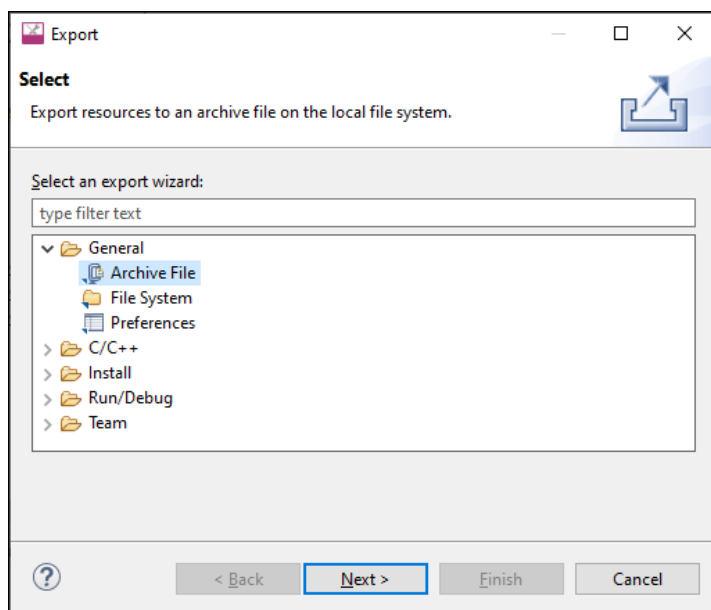 Export
Select
Export resources to an archive file on the local file system.
Select an export wizard:
type filter text
General
Archive File
File System
Preferences
C/C++
Install
Run/Debug
Team
?
< Back
Next >
Finish
Cancel